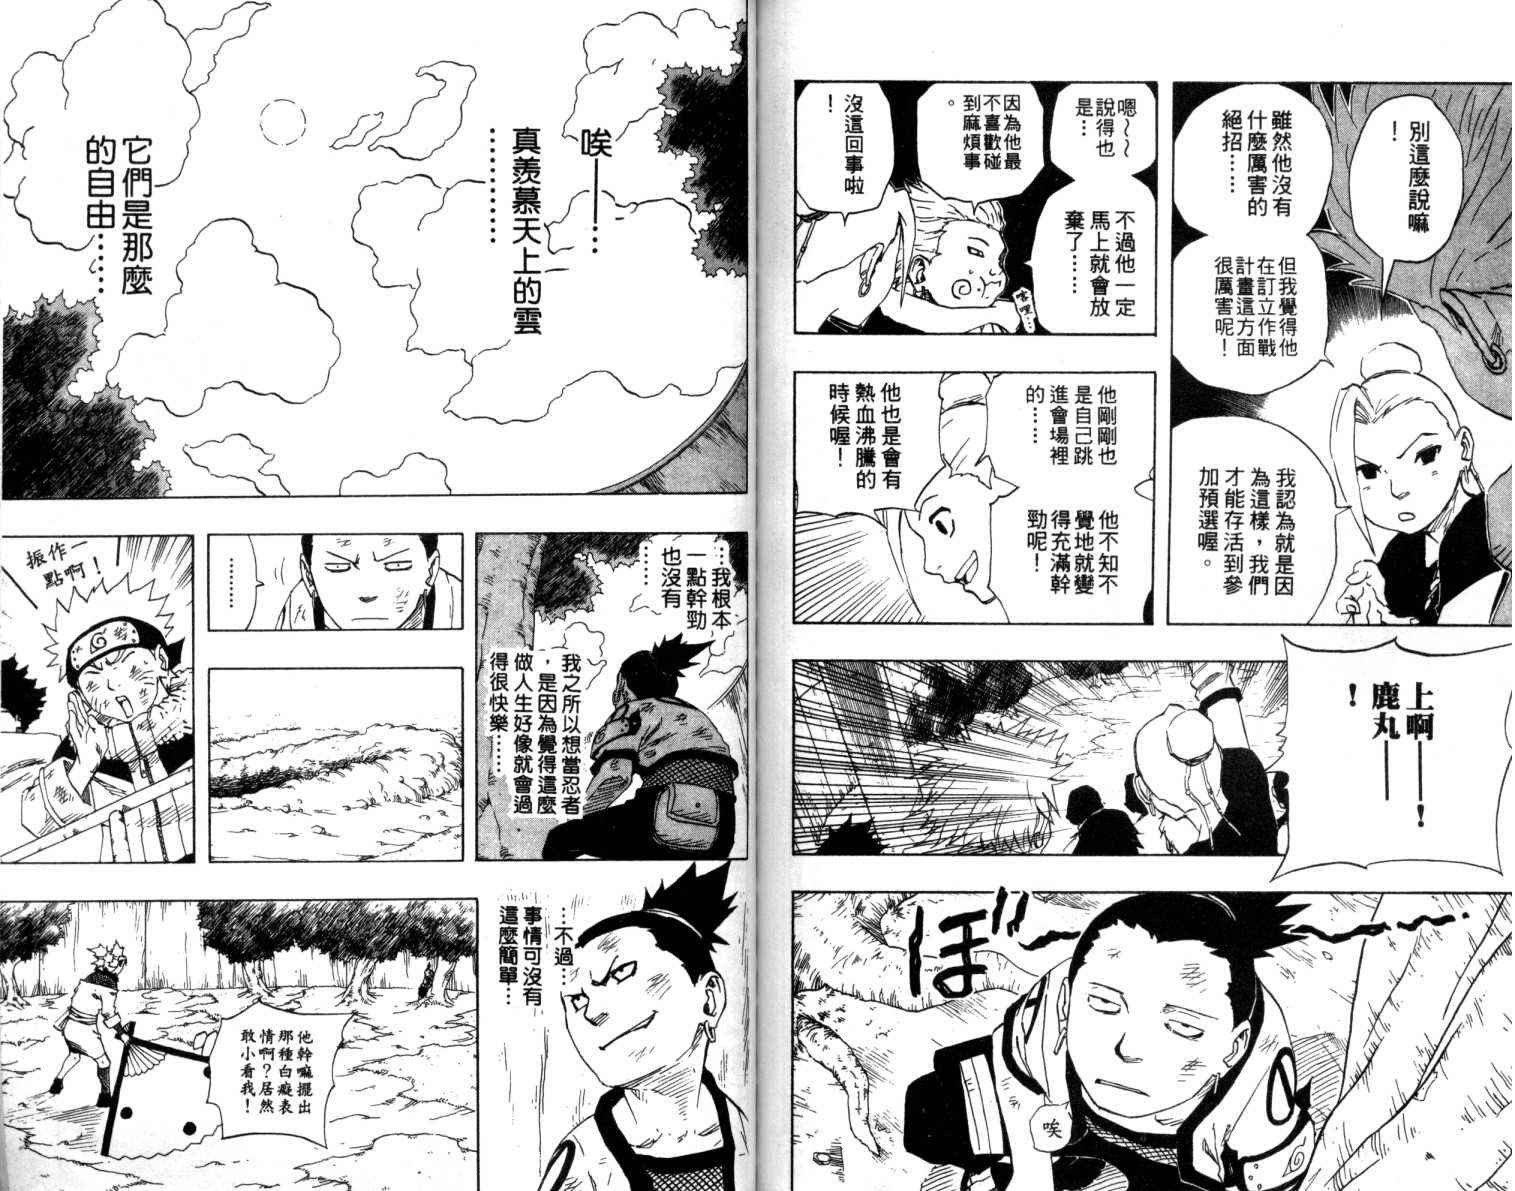 別這麼說嘛
！
雖然他沒有
什麼厲害的
絕招……
但我覺得他
在訂立作戰
計畫這方面
很厲害呢！
我認為就是因
為這樣，我們
才能存活到參
加預選喔。
嗯～～
說得也
是…
因為他最
不喜歡碰
到麻煩事
。
沒這回事啦
！
不過他一定
馬上就會放
棄了……
他剛剛也
是自己跳
進會場裡
的……
他不知不
覺地就變
得充滿幹
勁呢！
他也是會有
熱血沸騰的
時候喔！
上啊——！
鹿丸——
！
ぼ〜〜
唉
唉——…
真羨慕天上的雲
…………
它們是那麼
的自由……
…我根本
一點幹勁
也沒有
……
我之所以想當忍者
，是因為覺得這麼
做人生好像就會過
得很快樂……
………
振作一
點啊！
…不過…
事情可沒有
這麼簡單…
他幹嘛擺出
那種白癡表
情啊？居然
敢小看我！